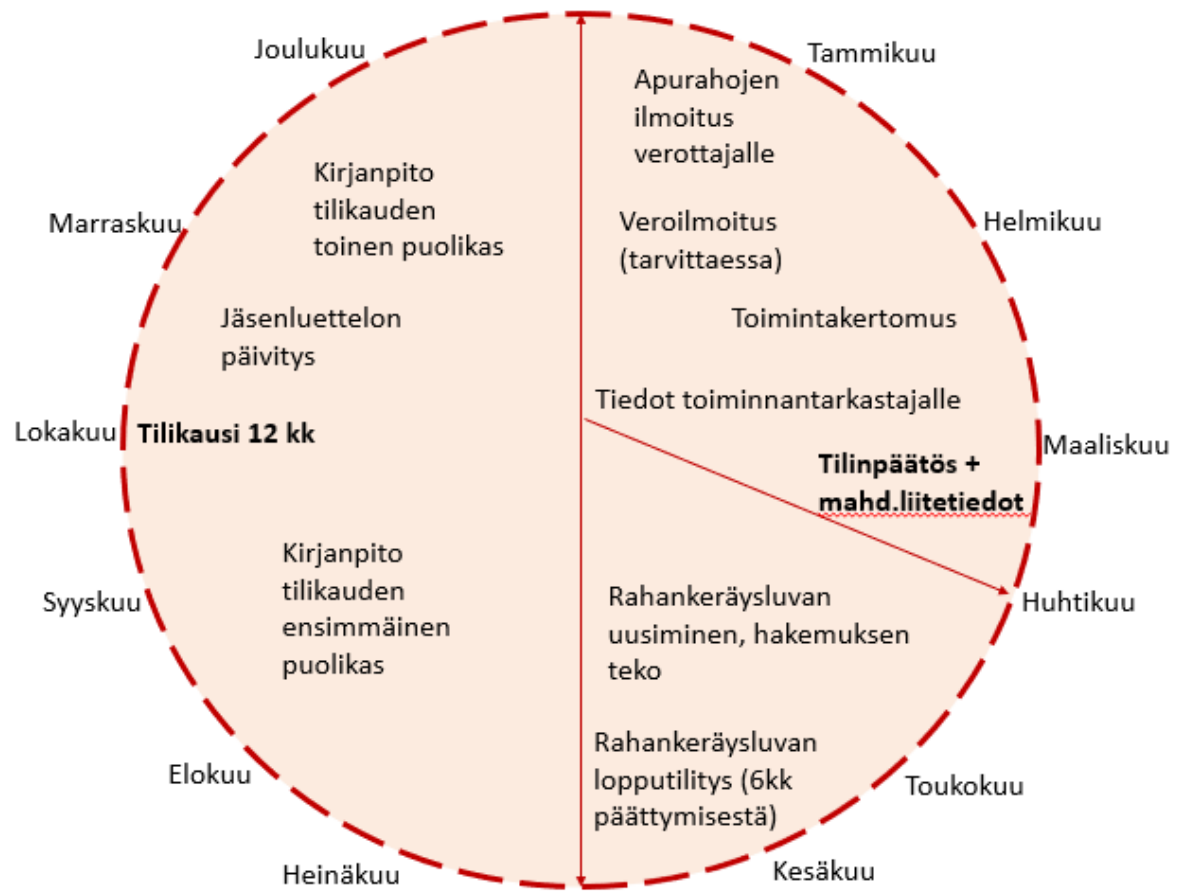 Tammikuu
Helmikuu
Maaliskuu
Huhtikuu
Toukokuu
Kesäkuu
Heinäkuu
Elokuu
Syyskuu
Lokakuu
Marraskuu
Joulukuu
Apurahojen
ilmoitus
verottajalle
Veroilmoitus
(tarvittaessa)
Toimintakertomus
Tiedot toiminnantarkastajalle
Tilinpäätös +
mahd.liitetiedot
Rahankeräysluvan
uusiminen, hakemuksen
teko
Rahankeräysluvan
lopputilitys (6kk
päättymisestä)
Kirjanpito
tilikauden
ensimmäinen
puolikas
Tilikausi 12 kk
Jäsenluettelon
päivitys
Kirjanpito
tilikauden
toinen puolikas